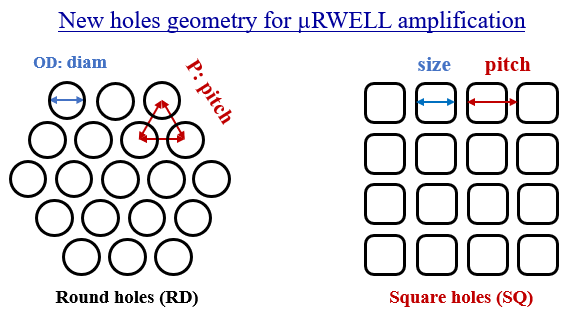 New holes geometry for µRWELL amplification
OD: diam
P: pitch
size
pitch
Round holes (RD)
Square holes (SQ)